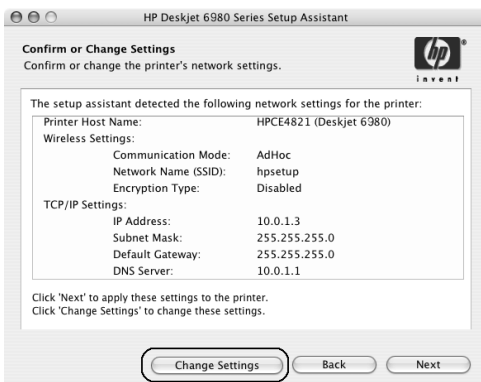 HP Deskjet 6980 Series Setup Assistant
Confirm or Change Settings
Confirm or change the printer's network settings.
hp
®
invent
The setup assistant detected the following network settings for the printer:
Printer Host Name: HPCE4821 (Deskjet 6980)
Wireless Settings:
Communication Mode: AdHoc
Network Name (SSID): hpsetup
Encryption Type: Disabled
TCP/IP Settings:
IP Address: 10.0.1.3
Subnet Mask: 255.255.255.0
Default Gateway: 255.255.255.0
DNS Server: 10.0.1.1
Click 'Next' to apply these settings to the printer.
Click 'Change Settings' to change these settings.
Change Settings Back Next